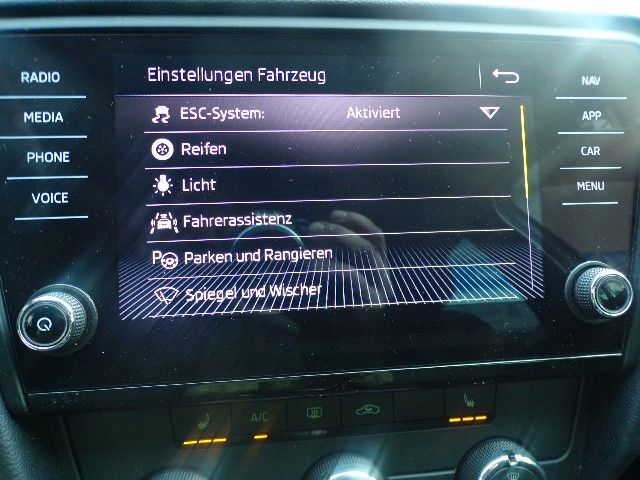 RADIO
MEDIA
PHONE
VOICE
Einstellungen Fahrzeug
ESC-System: Aktiviert
Reifen
Licht
Fahrerassistenz
Parken und Rangieren
Spiegel und Wischer
NAV
APP
CAR
MENU
A/C